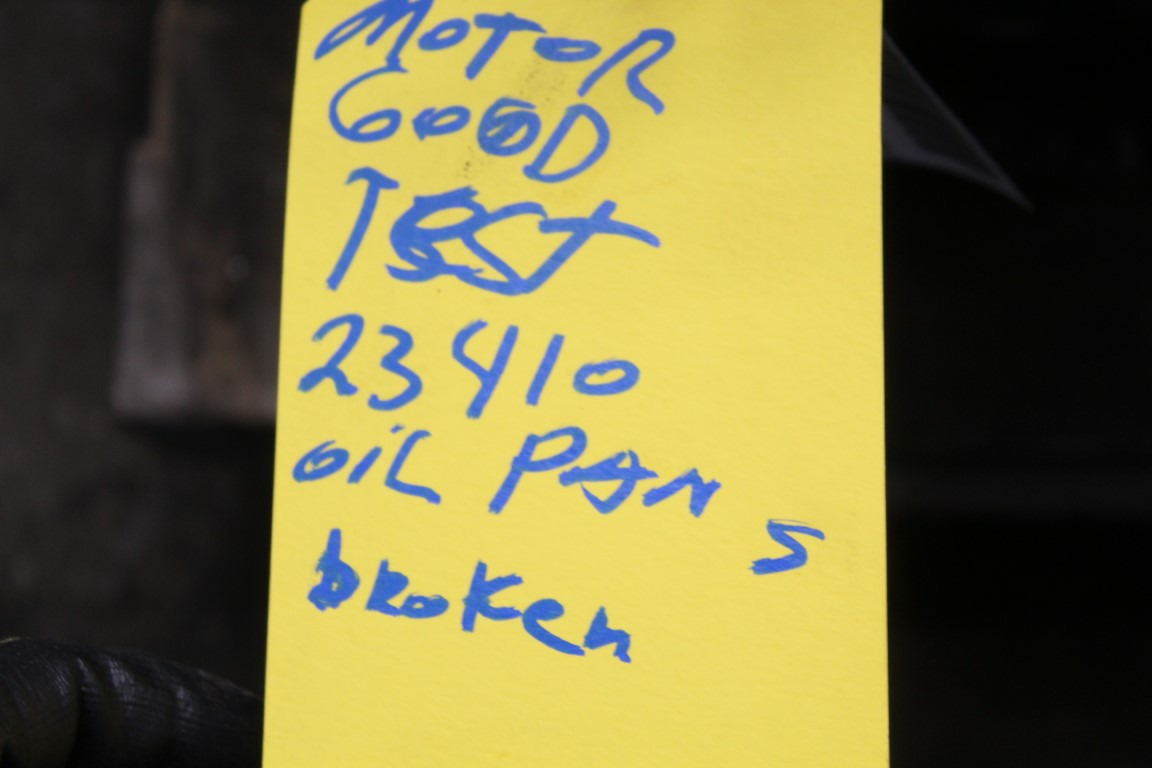 MOTOR
GOOD
TEST
23410
OiL PAN S
broken